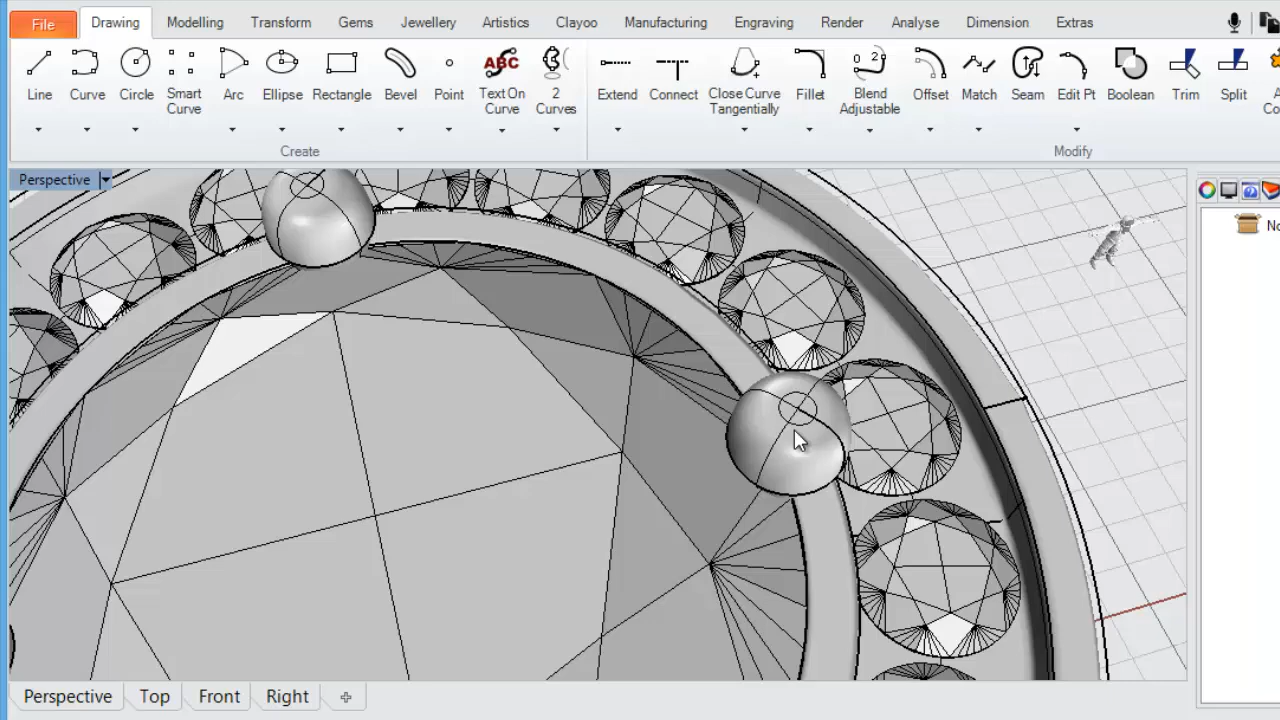 File Drawing Modelling Transform Gems Jewellery Artistics Clayoo Manufacturing Engraving Render Analyse Dimension Extras
ABC
Line Curve Circle Smart Curve Arc Ellipse Rectangle Bevel Point Text On Curve 2 Curves Extend Connect Close Curve Tangentially Fillet Blend Adjustable Offset Match Seam Edit Pt Boolean Trim Split
Create Modify
Perspective
Perspective Top Front Right +